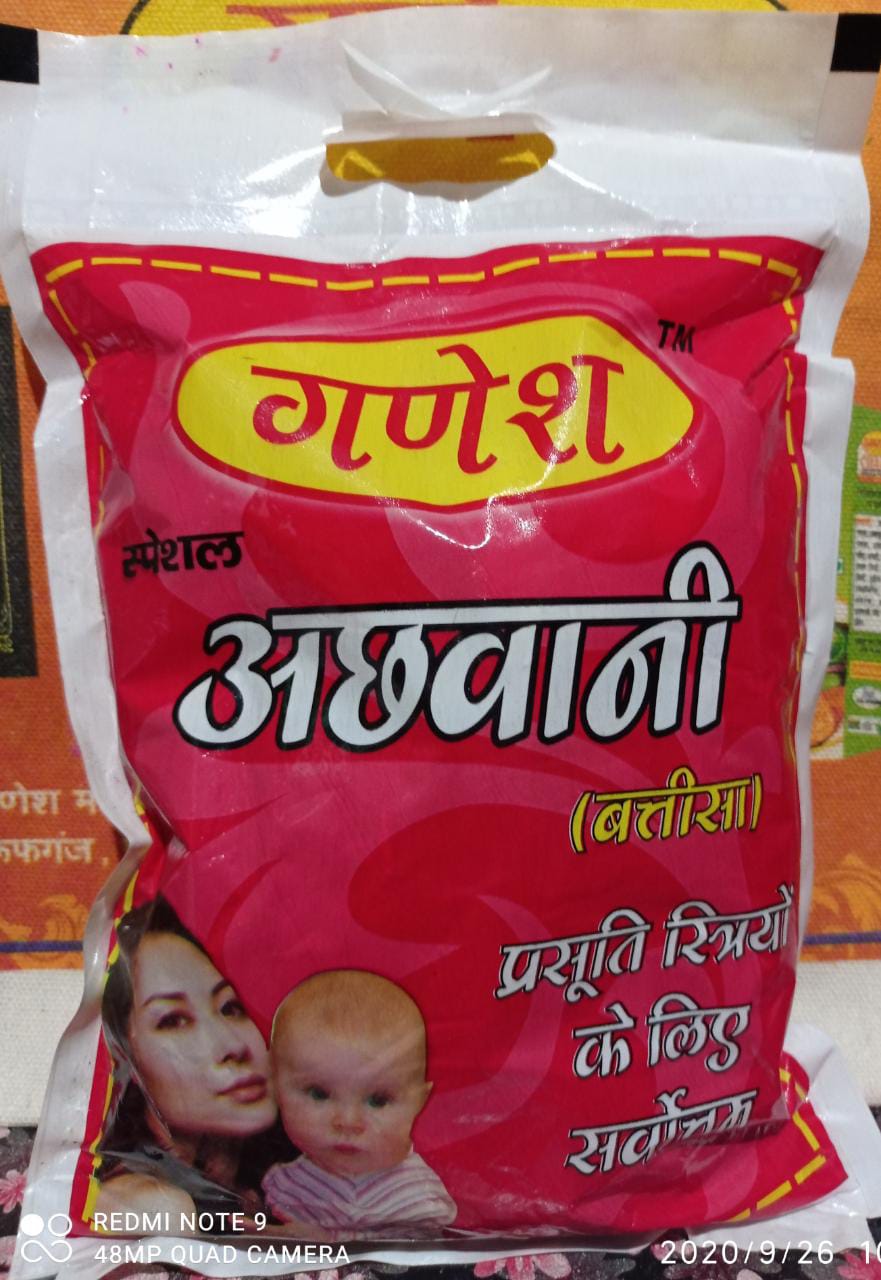 गणेश
TM
स्पेशल
अछवानी
(बत्तीसा)
प्रसूति स्त्रियों
के लिए
सर्वोत्तम
REDMI NOTE 9
48MP QUAD CAMERA
2020/9/26